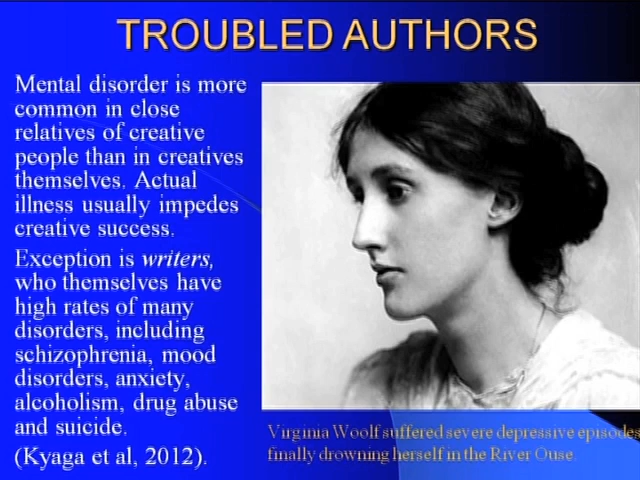 TROUBLED AUTHORS
Mental disorder is more
common in close
relatives of creative
people than in creatives
themselves. Actual
illness usually impedes
creative success.
Exception is writers,
who themselves have
high rates of many
disorders, including
schizophrenia, mood
disorders, anxiety,
alcoholism, drug abuse
and suicide.
(Kyaga et al, 2012).
Virginia Woolf suffered severe depressive episodes
finally drowning herself in the River Ouse.